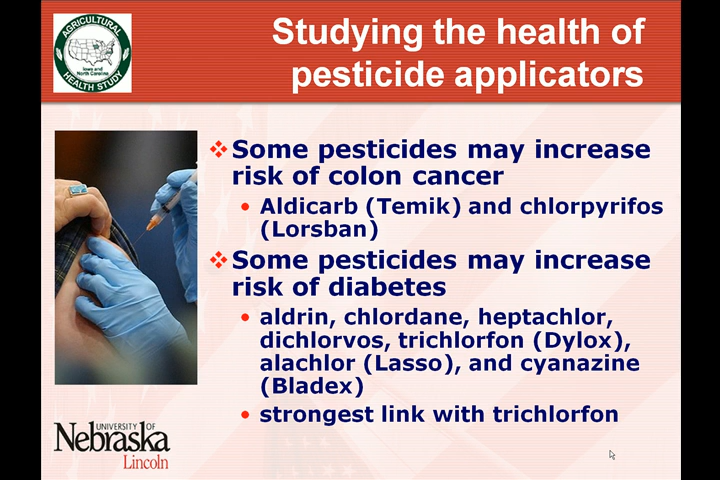 Studying the health of
pesticide applicators
AGRICULTURAL
Iowa and
North Carolina
HEALTH STUDY
❖ Some pesticides may increase
risk of colon cancer
• Aldicarb (Temik) and chlorpyrifos
(Lorsban)
❖ Some pesticides may increase
risk of diabetes
• aldrin, chlordane, heptachlor,
dichlorvos, trichlorfon (Dylox),
alachlor (Lasso), and cyanazine
(Bladex)
• strongest link with trichlorfon
UNIVERSITY OF
Nebraska
Lincoln